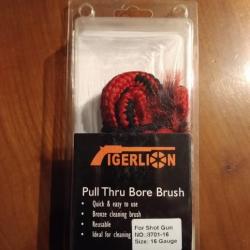 TIGERLION
Pull Thru Bore Brush
Quick & easy to use
Bronze cleaning brush
Reusable
Ideal for cleaning
For Shot Gun
NO.:3701-16
Size: 16 Gauge